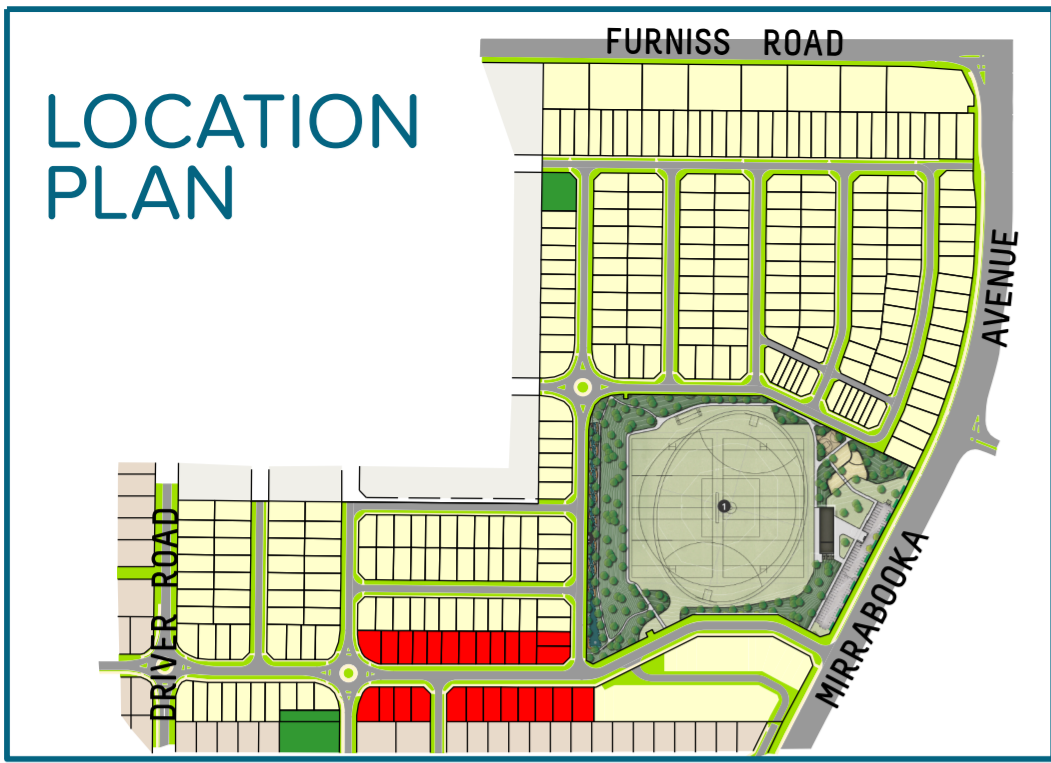 LOCATION
PLAN
FURNISS ROAD
AVENUE
1
DRIVER ROAD
MIRRABOOKA